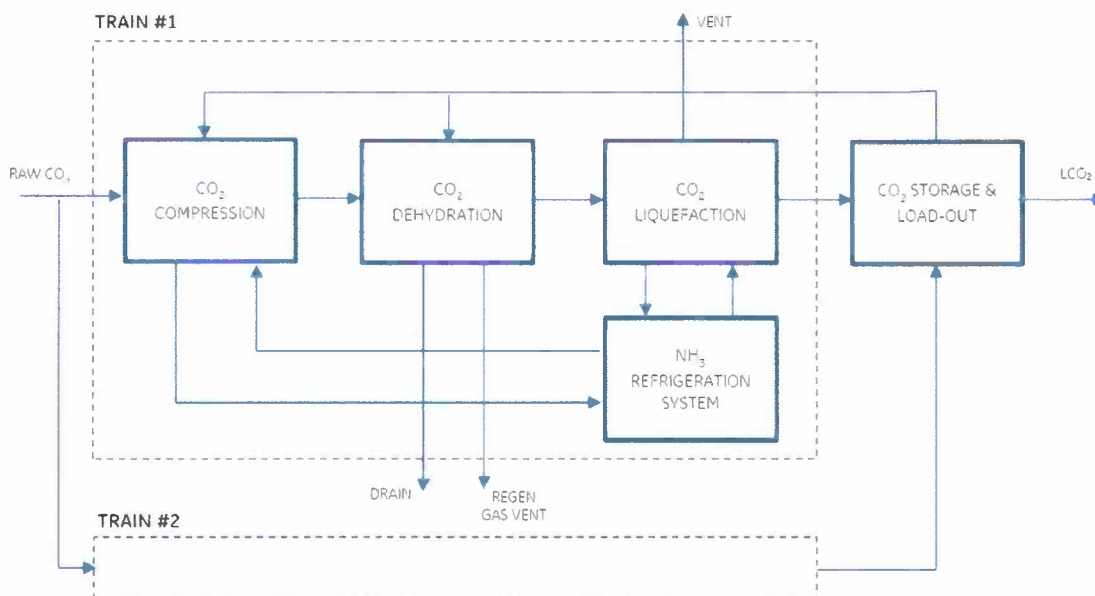 TRAIN #1
VENT
RAW CO₂
CO₂
COMPRESSION
CO₂
DEHYDRATION
CO₂
LIQUEFACTION
CO₂ STORAGE &
LOAD-OUT
LCO₂
NH₃
REFRIGERATION
SYSTEM
DRAIN
REGEN
GAS VENT
TRAIN #2